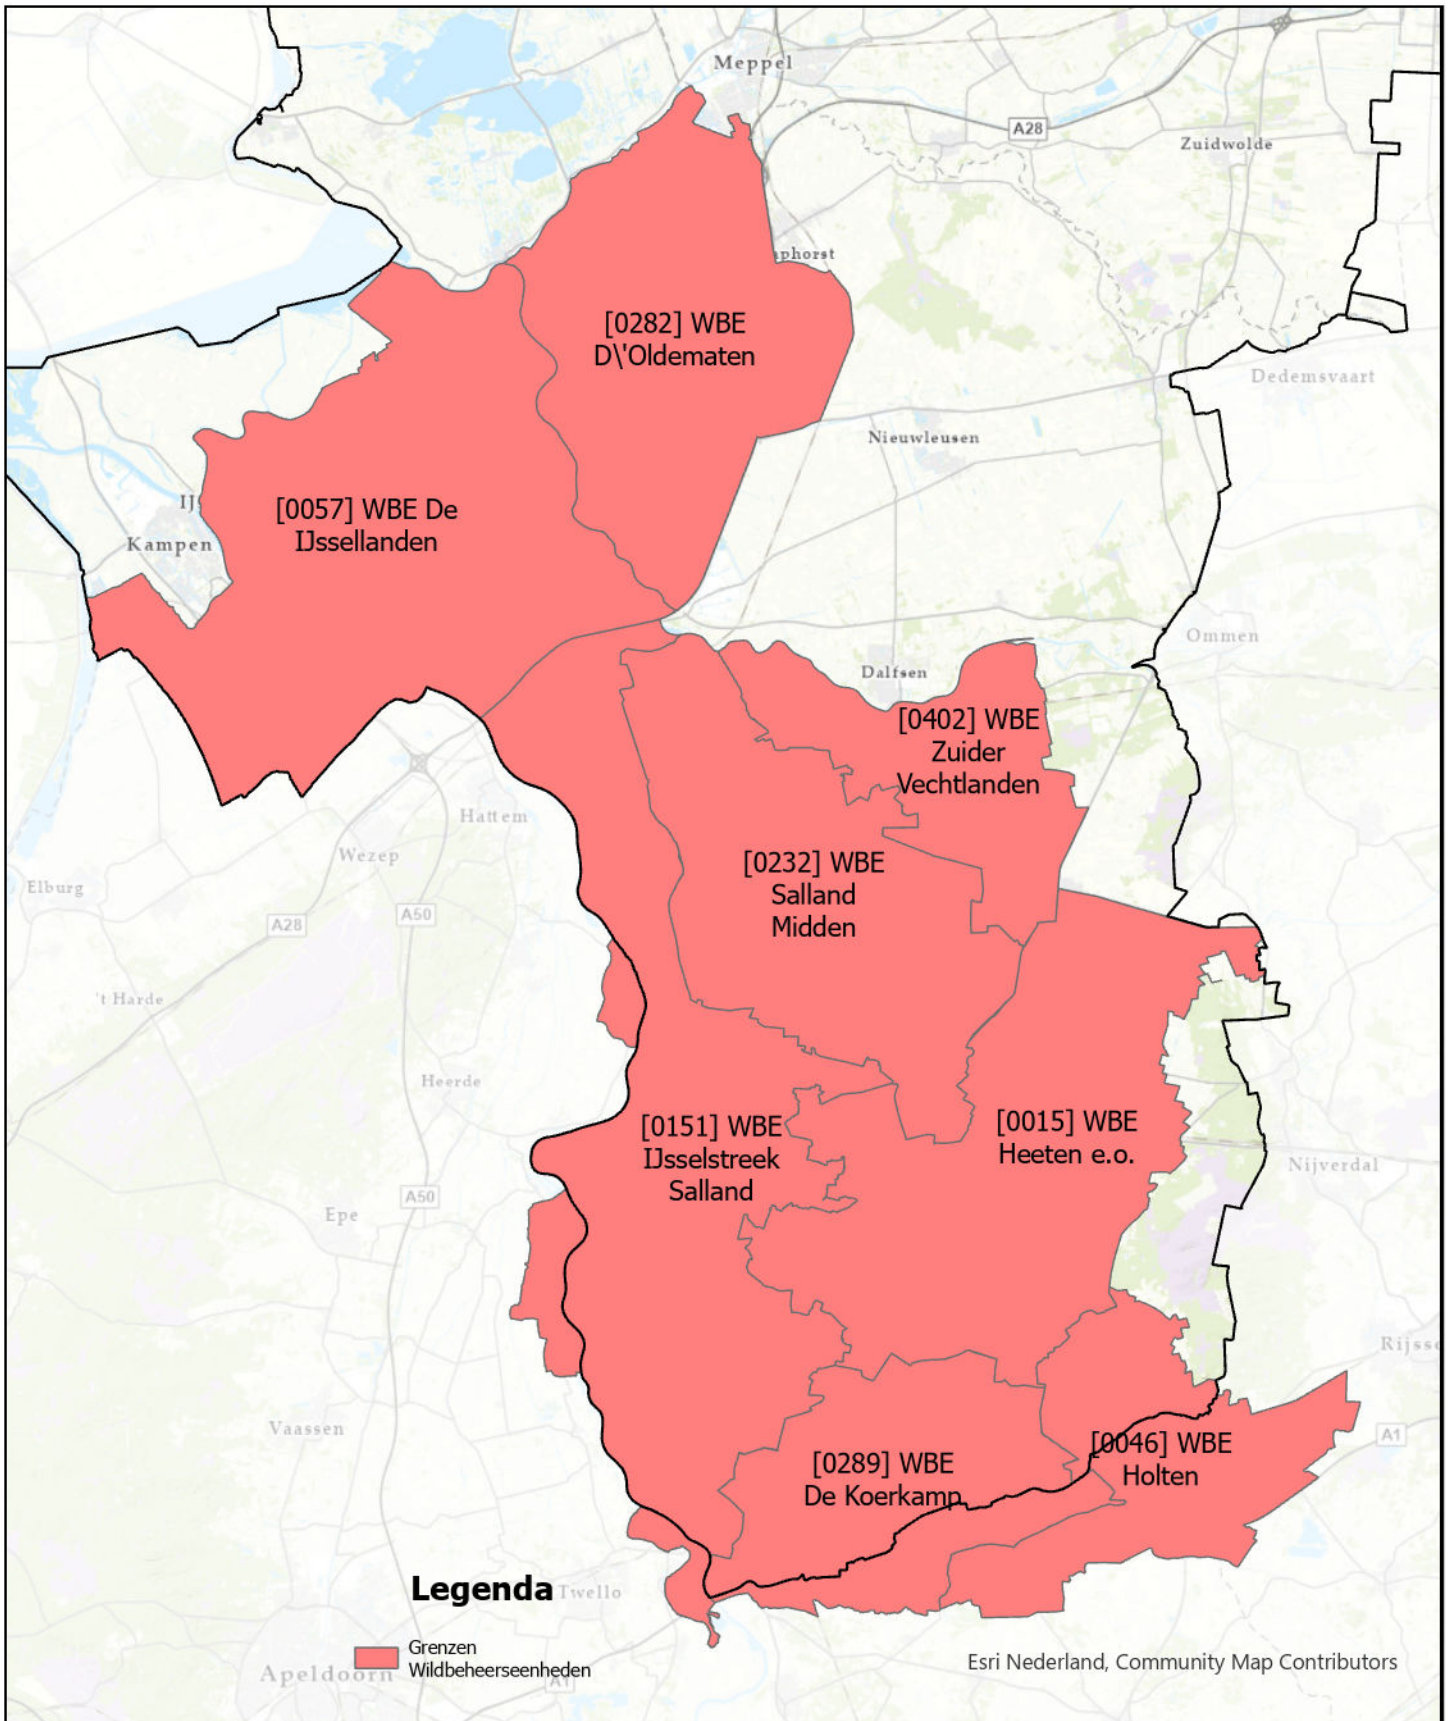 Meppel
A28
Zuidwolde
phorst
[0282] WBE
D\'Oldematen
Dedemsvaart
Nieuwleusen
IJ
[0057] WBE De
IJssellanden
Kampen
Ommen
Dalfsen
[0402] WBE
Zuider
Vechtlanden
Hattem
Wezep
[0232] WBE
Salland
Midden
Elburg
A28
A50
't Harde
Heerde
[0151] WBE
IJsselstreek
Salland
[0015] WBE
Heeten e.o.
Nijverdal
A50
Epe
Rijsse
Vaassen
A1
[0046] WBE
Holten
[0289] WBE
De Koerkamp
Legenda
Twello
Grenzen
Wildbeheerseenheden
Apeldoorn
A1
Esri Nederland, Community Map Contributors